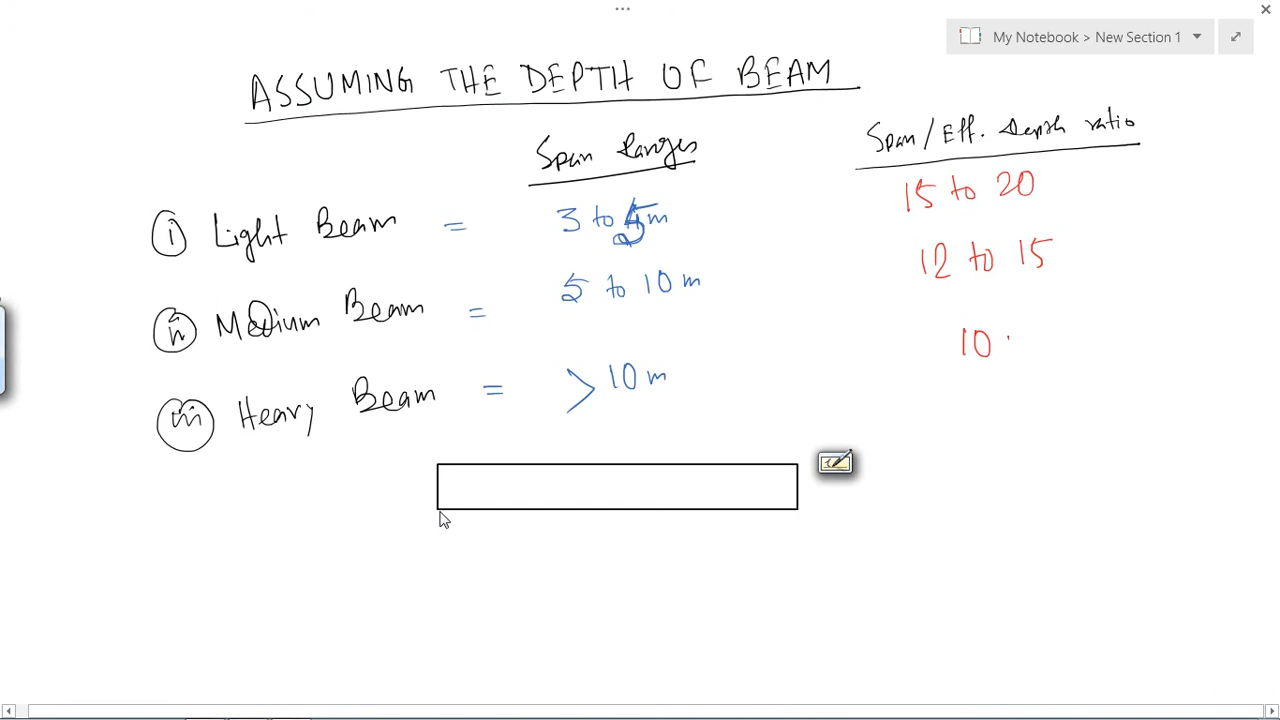 My Notebook > New Section 1
ASSUMING THE DEPTH OF BEAM
Span Ranges Span / Eff. Depth ratio
i Light Beam = 3 to 5m 15 to 20
ii Medium Beam = 5 to 10 m 12 to 15
iii Heavy Beam = > 10 m 10